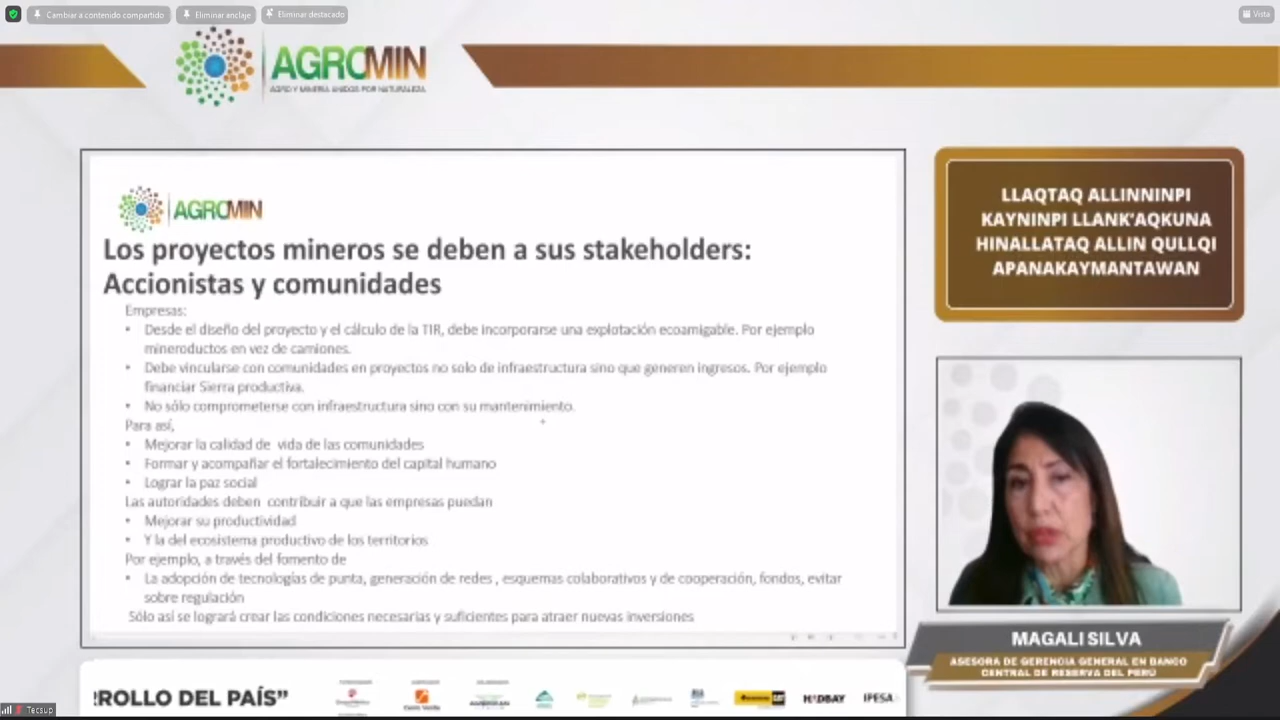 Cambiar a contenido compartido
Eliminar anclaje
Eliminar destacado
Vista
AGROMIN
AGRO Y MINERÍA UNIDOS POR NATURALEZA
AGROMIN
Los proyectos mineros se deben a sus stakeholders:
Accionistas y comunidades
Empresas:
• Desde el diseño del proyecto y el cálculo de la TIR, debe incorporarse una explotación ecoamigable. Por ejemplo
mineroductos en vez de camiones.
• Debe vincularse con comunidades en proyectos no solo de infraestructura sino que generen ingresos. Por ejemplo
financiar Sierra productiva.
• No sólo comprometerse con infraestructura sino con su mantenimiento.
Para así,
• Mejorar la calidad de vida de las comunidades
• Formar y acompañar el fortalecimiento del capital humano
• Lograr la paz social
Las autoridades deben contribuir a que las empresas puedan
• Mejorar su productividad
• Y la del ecosistema productivo de los territorios
Por ejemplo, a través del fomento de
• La adopción de tecnologías de punta, generación de redes , esquemas colaborativos y de cooperación, fondos, evitar
sobre regulación
Sólo así se logrará crear las condiciones necesarias y suficientes para atraer nuevas inversiones
LLAQTAQ ALLINNINPI
KAYNINPI LLANK'AQKUNA
HINALLATAQ ALLIN QULLQI
APANAKAYMANTAWAN
MAGALI SILVA
ASESORA DE GERENCIA GENERAL EN BANCO
CENTRAL DE RESERVA DEL PERÚ
RROLLO DEL PAÍS”
Cerro Verde
CAT
HUDBAY
IPESA
Tecsup